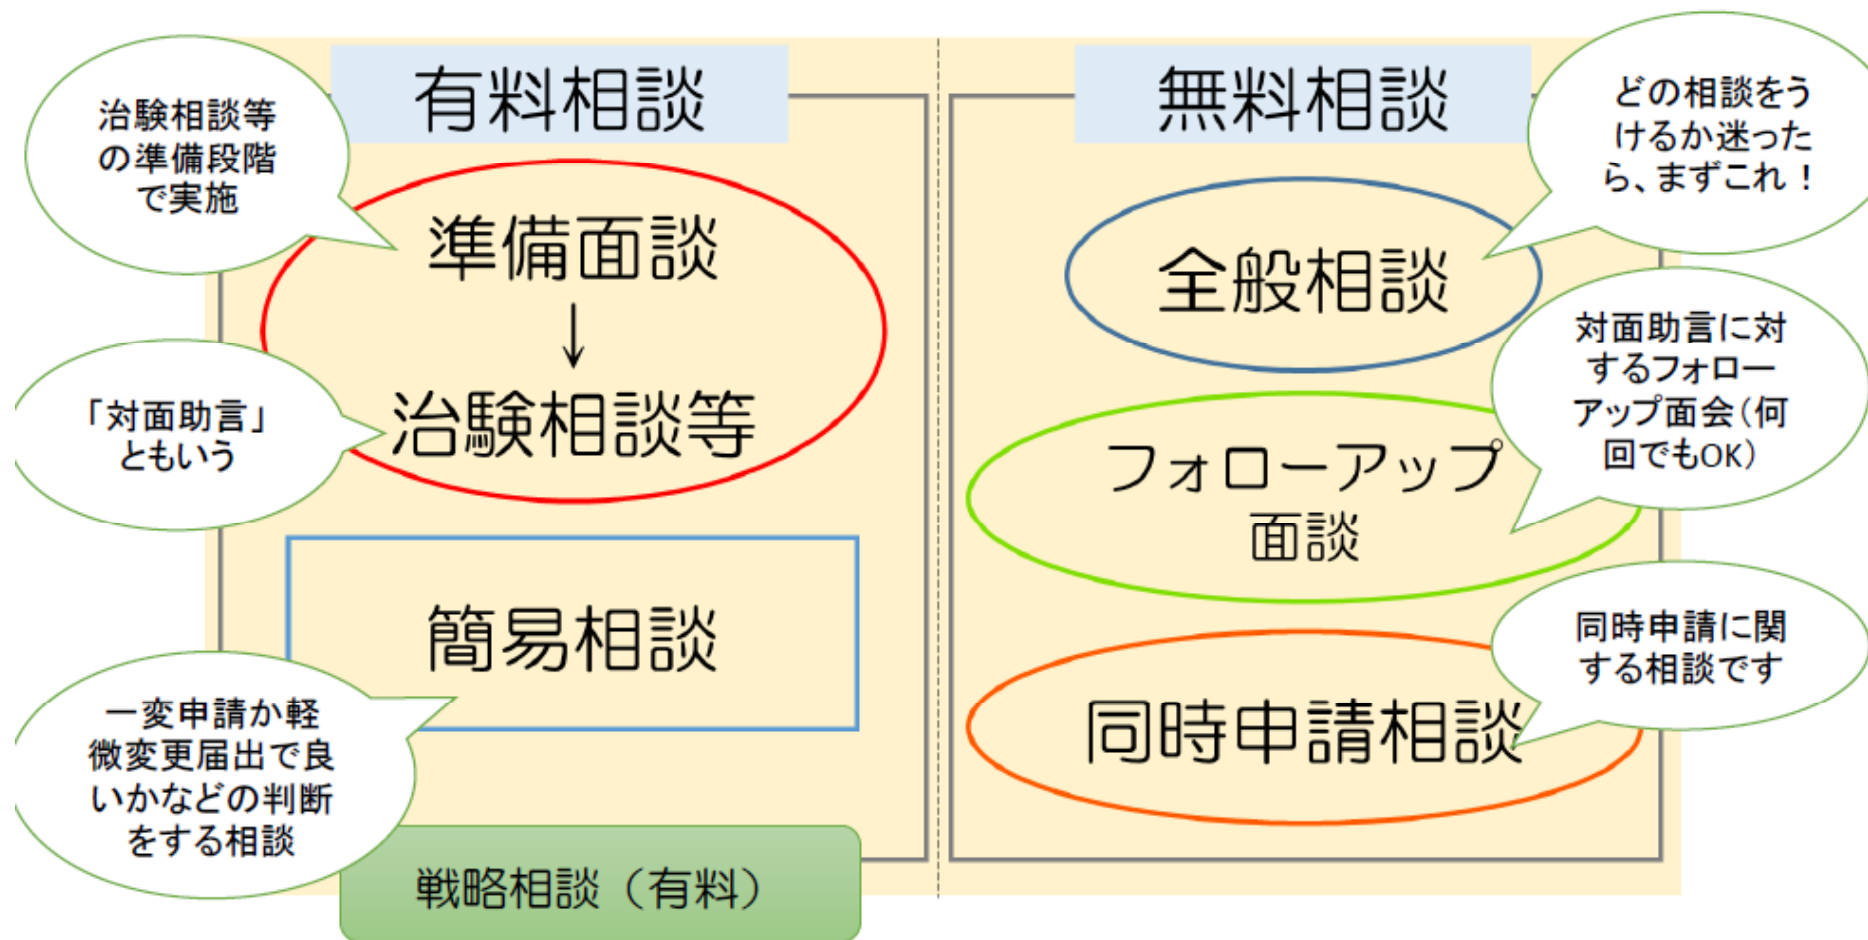 有料相談
治験相談等
の準備段階
で実施
準備面談
↓
治験相談等
「対面助言」
ともいう
簡易相談
一変申請か軽
微変更届出で良
いかなどの判断
をする相談
戦略相談（有料）
無料相談
どの相談をう
けるか迷った
ら、まずこれ！
全般相談
対面助言に対
するフォロー
アップ面会（何
回でもOK）
フォローアップ
面談
同時申請に関
する相談です
同時申請相談